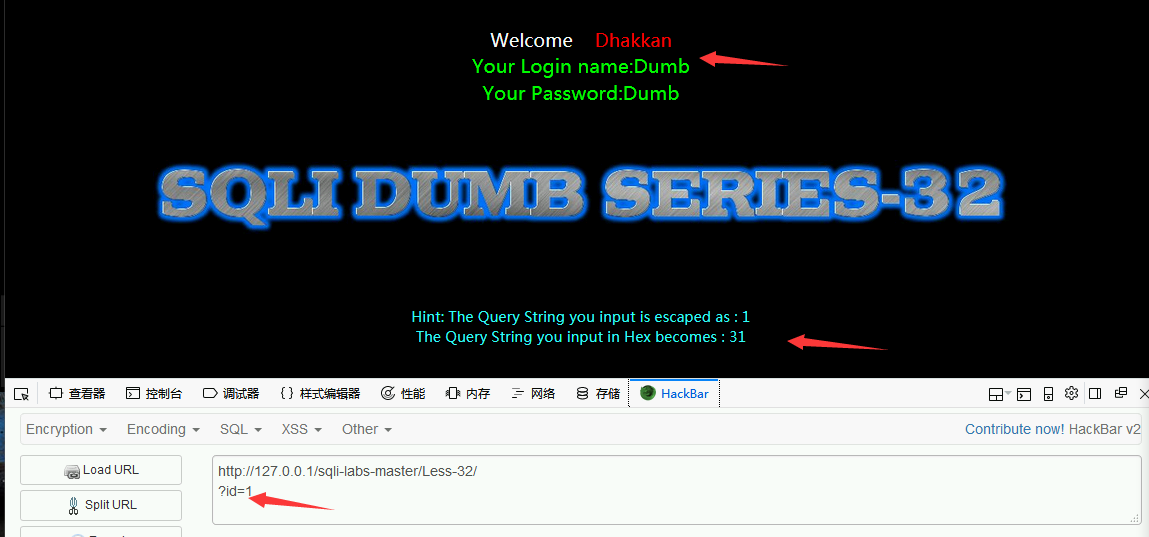 Welcome Dhakkan
Your Login name:Dumb
Your Password:Dumb
SQLI DUMB SERIES-32
Hint: The Query String you input is escaped as : 1
The Query String you input in Hex becomes : 31
查看器 控制台 调试器 {} 样式编辑器 性能 内存 网络 存储 HackBar
Encryption Encoding SQL XSS Other Contribute now! HackBar v2
Load URL
http://127.0.0.1/sqli-labs-master/Less-32/
?id=1
Split URL